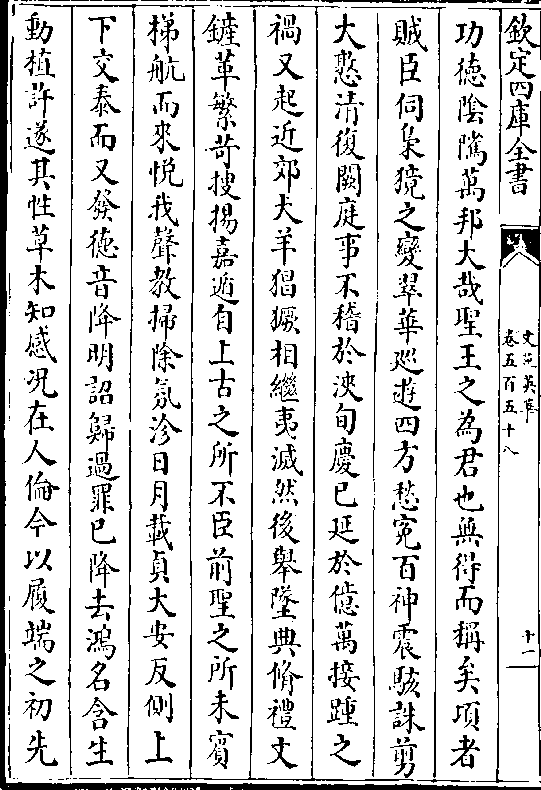 欽定四庫全書
文苑英華
卷五百五十八
十一
功德陰隲萬邦大哉聖王之為君也無得而稱矣項者
賊臣伺梟獍之變翠華巡遊四方愁寃百神震駭誅剪
大憝清復闕庭事不稽於浹旬慶已延於億萬接踵之
禍又起近郊犬羊猖獗相繼夷滅然後舉墜典脩禮文
鏟革繁苛搜揚嘉遁自上古之所不臣前聖之所未賓
梯航而來悦我聲教掃除氛沴日月載貞大安反側上
下交泰而又發德音降明詔歸過罪已降去鴻名含生
動植許遂其性草木知感况在人倫今以履端之初先